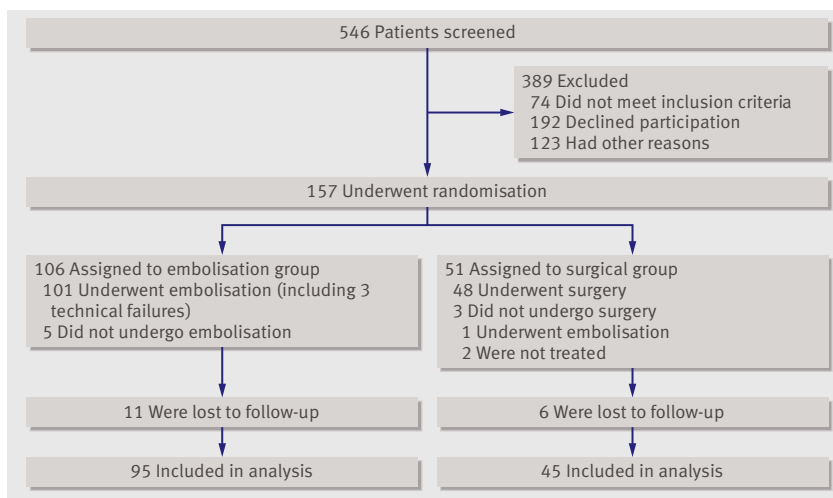 546 Patients screened
389 Excluded
74 Did not meet inclusion criteria
192 Declined participation
123 Had other reasons
157 Underwent randomisation
106 Assigned to embolisation group
101 Underwent embolisation (including 3
technical failures)
5 Did not undergo embolisation
51 Assigned to surgical group
48 Underwent surgery
3 Did not undergo surgery
1 Underwent embolisation
2 Were not treated
11 Were lost to follow-up
6 Were lost to follow-up
95 Included in analysis
45 Included in analysis